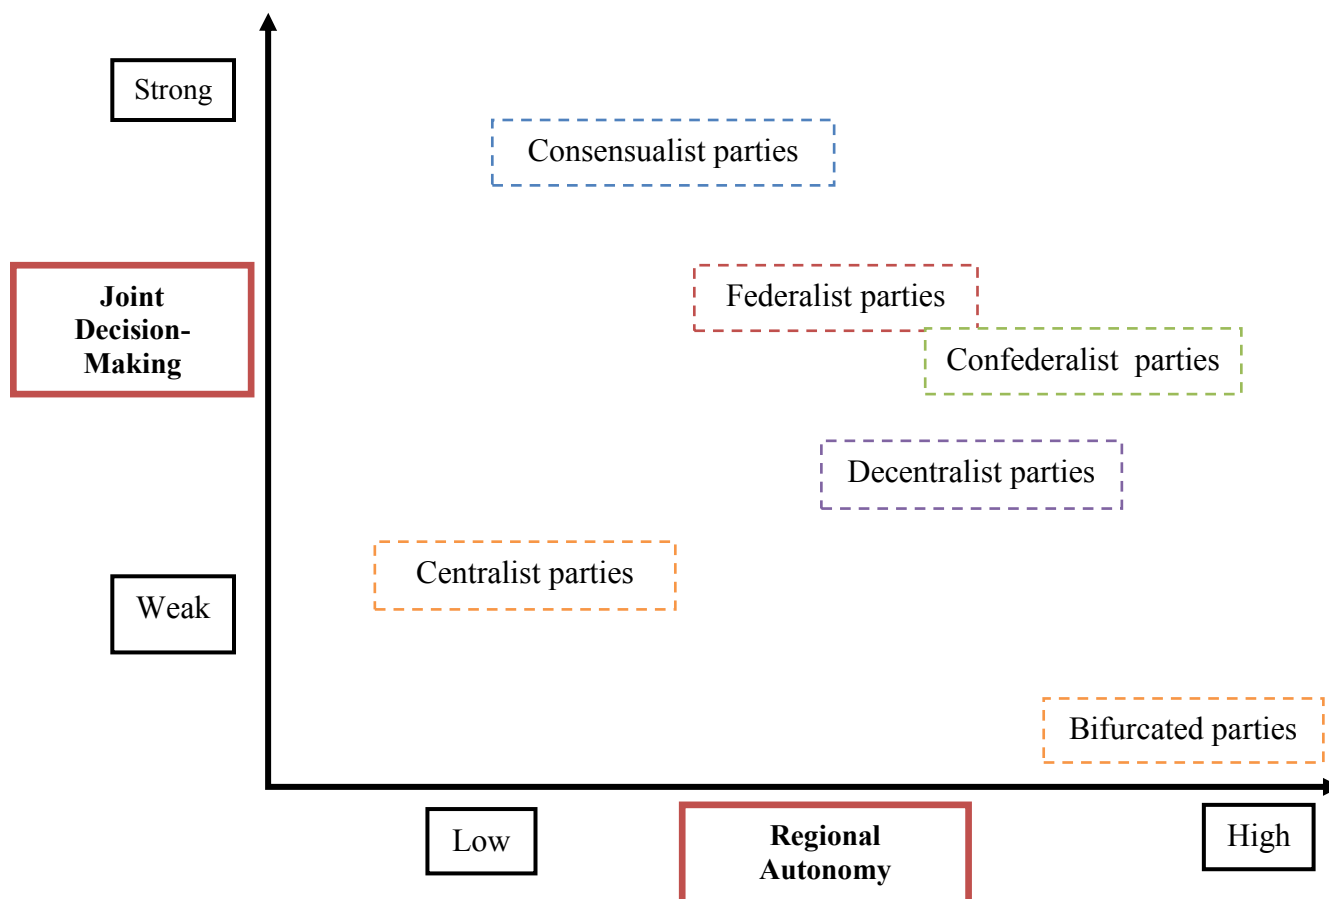 Strong
Consensualist parties
Joint
Decision-
Making
Federalist parties
Confederalist parties
Decentralist parties
Centralist parties
Weak
Bifurcated parties
Low
Regional
Autonomy
High